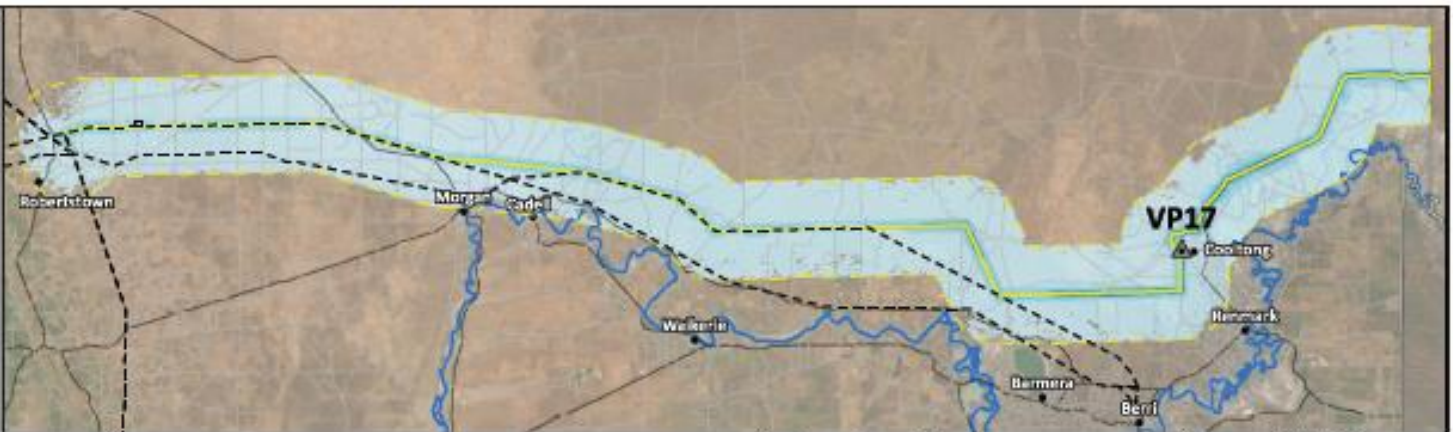 Robertstown
Morgan
Cadell
VP17
Cooltong
Waikerie
Renmark
Barmera
Berri